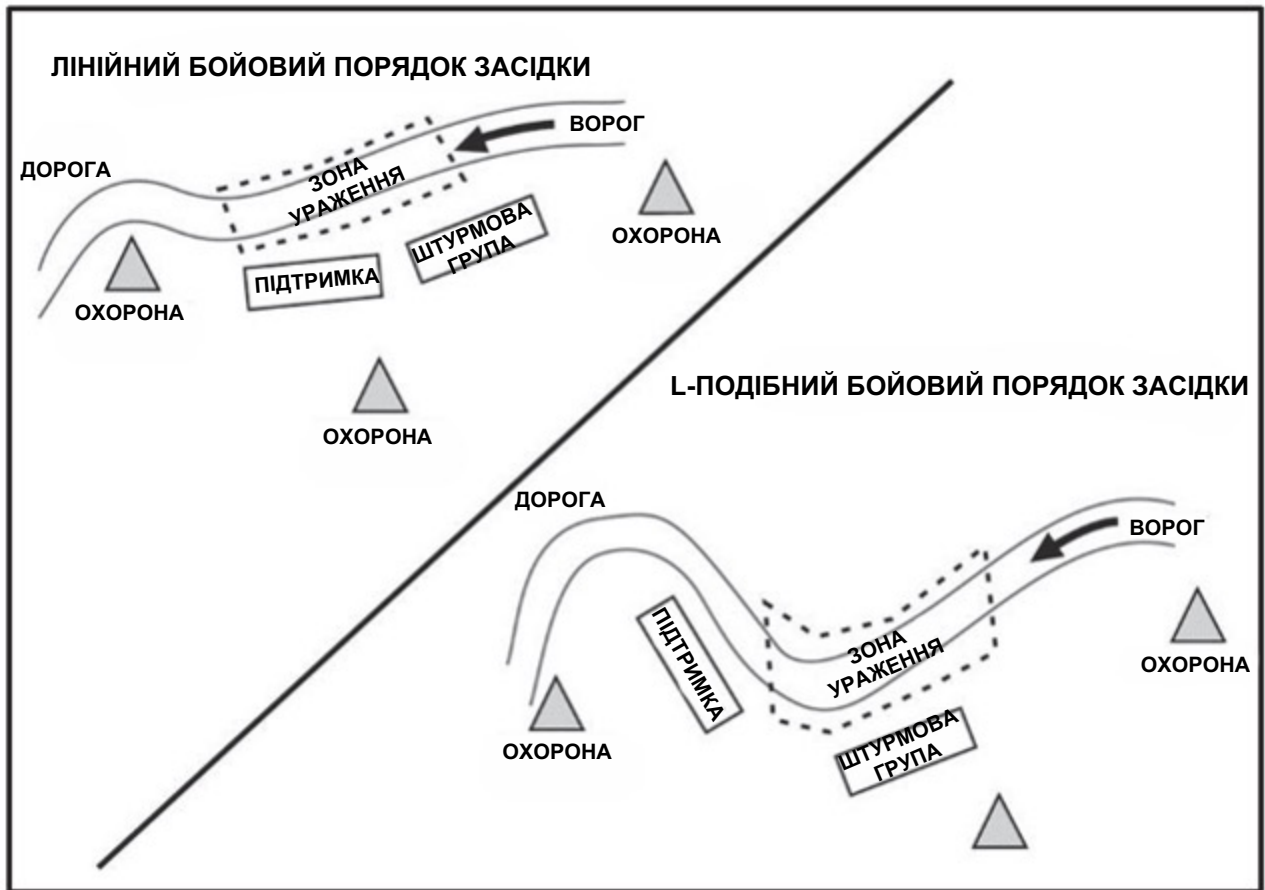 ЛІНІЙНИЙ БОЙОВИЙ ПОРЯДОК ЗАСІДКИ
ВОРОГ
ДОРОГА
ЗОНА
УРАЖЕННЯ
ШТУРМОВА
ГРУПА
ОХОРОНА
ПІДТРИМКА
ОХОРОНА
ОХОРОНА
L-ПОДІБНИЙ БОЙОВИЙ ПОРЯДОК ЗАСІДКИ
ДОРОГА
ВОРОГ
ПІДТРИМКА
ЗОНА
УРАЖЕННЯ
ОХОРОНА
ШТУРМОВА
ГРУПА
ОХОРОНА